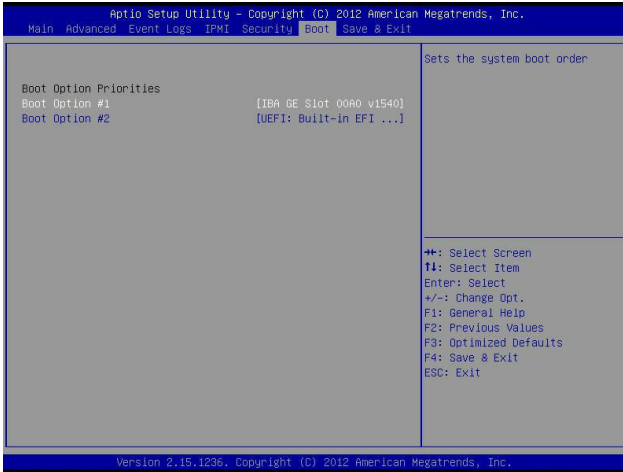 Aptio Setup Utility – Copyright (C) 2012 American Megatrends, Inc.
Main Advanced Event Logs IPMI Security Boot Save & Exit
Sets the system boot order
Boot Option Priorities
Boot Option #1 [IBA GE Slot 00A0 v1540]
Boot Option #2 [UEFI: Built-in EFI ...]
→←: Select Screen
↑↓: Select Item
Enter: Select
+/-: Change Opt.
F1: General Help
F2: Previous Values
F3: Optimized Defaults
F4: Save & Exit
ESC: Exit
Version 2.15.1236. Copyright (C) 2012 American Megatrends, Inc.